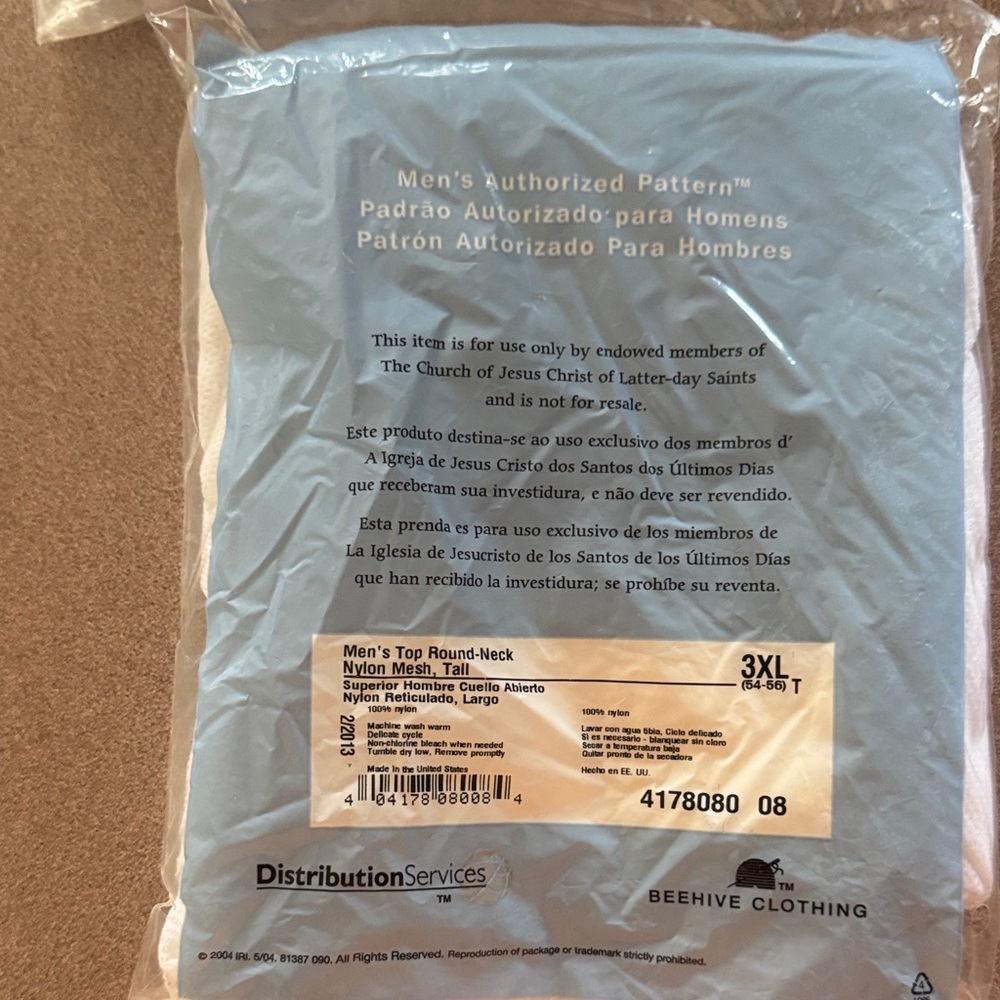 Men's Authorized Pattern™
Padrão Autorizado para Homens
Patrón Autorizado Para Hombres
This item is for use only by endowed members of
The Church of Jesus Christ of Latter-day Saints
and is not for resale.
Este produto destina-se ao uso exclusivo dos membros d'
A Igreja de Jesus Cristo dos Santos dos Últimos Dias
que receberam sua investidura, e não deve ser revendido.
Esta prenda es para uso exclusivo de los miembros de
La Iglesia de Jesucristo de los Santos de los Últimos Días
que han recibido la investidura; se prohíbe su reventa.
Men's Top Round-Neck
Nylon Mesh, Tall
3XL T
(54-56)
Superior Hombre Cuello Abierto
Nylon Reticulado, Largo
100% nylon
Machine wash warm
Delicate cycle
Non-chlorine bleach when needed
Tumble dry low, Remove promptly
Made in the United States
2/2013
100% nylon
Lavar con agua tibia, Ciclo delicado
Si es necesario - blanquear sin cloro
Secar a temperatura baja
Quitar pronto de la secadora
Hecho en EE. UU.
4 04178 08008 4
4178080 08
DistributionServices
™
BEEHIVE CLOTHING
™
© 2004 IRI. 5/04. 81387 090. All Rights Reserved. Reproduction of package or trademark strictly prohibited.
4